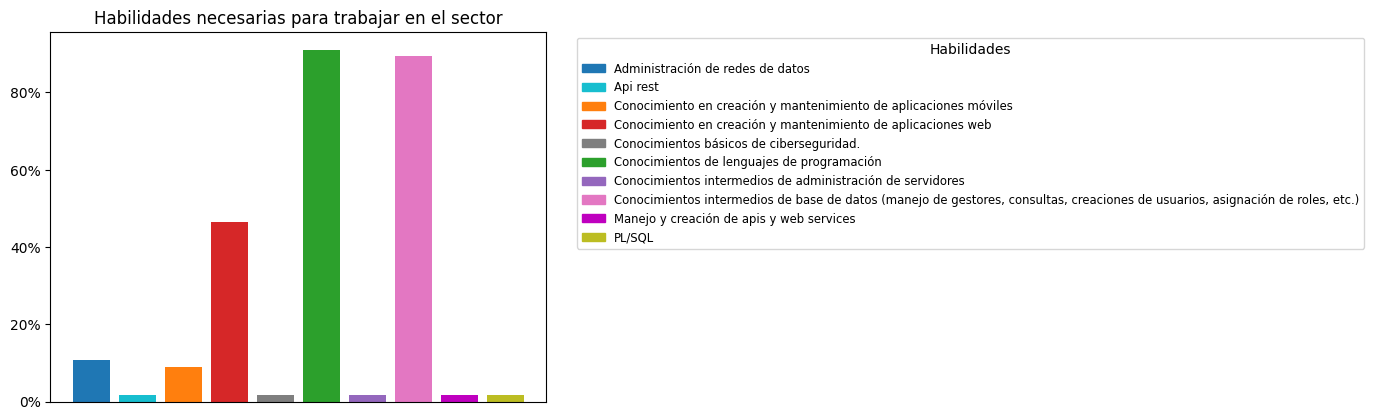 Habilidades necesarias para trabajar en el sector
80%
60%
40%
20%
0%
Habilidades
Administración de redes de datos
Api rest
Conocimiento en creación y mantenimiento de aplicaciones móviles
Conocimiento en creación y mantenimiento de aplicaciones web
Conocimientos básicos de ciberseguridad.
Conocimientos de lenguajes de programación
Conocimientos intermedios de administración de servidores
Conocimientos intermedios de base de datos (manejo de gestores, consultas, creaciones de usuarios, asignación de roles, etc.)
Manejo y creación de apis y web services
PL/SQL